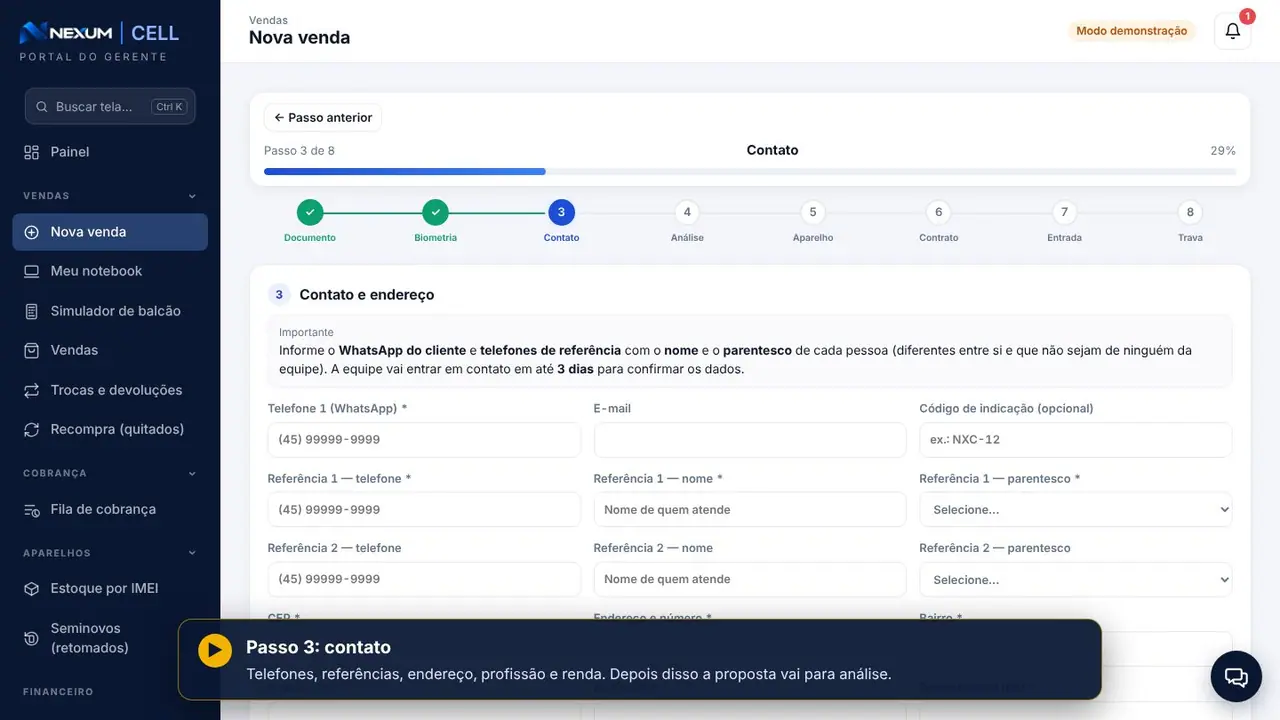 NEXUM | CELL
PORTAL DO GERENTE
Buscar tela... Ctrl K
Painel
VENDAS
Nova venda
Meu notebook
Simulador de balcão
Vendas
Trocas e devoluções
Recompra (quitados)
COBRANÇA
Fila de cobrança
APARELHOS
Estoque por IMEI
Seminovos
(retomados)
FINANCEIRO
Vendas
Nova venda
Modo demonstração
1
← Passo anterior
Passo 3 de 8
Contato
29%
3 4 5 6 7 8
Documento Biometria Contato Análise Aparelho Contrato Entrada Trava
3 Contato e endereço
Importante
Informe o WhatsApp do cliente e telefones de referência com o nome e o parentesco de cada pessoa (diferentes entre si e que não sejam de ninguém da
equipe). A equipe vai entrar em contato em até 3 dias para confirmar os dados.
Telefone 1 (WhatsApp) * E-mail Código de indicação (opcional)
(45) 99999-9999 ex.: NXC-12
Referência 1 — telefone * Referência 1 — nome * Referência 1 — parentesco *
(45) 99999-9999 Nome de quem atende Selecione...
Referência 2 — telefone Referência 2 — nome Referência 2 — parentesco
(45) 99999-9999 Nome de quem atende Selecione...
CEP * Endereço e número * Bairro *
Passo 3: contato
Telefones, referências, endereço, profissão e renda. Depois disso a proposta vai para análise.